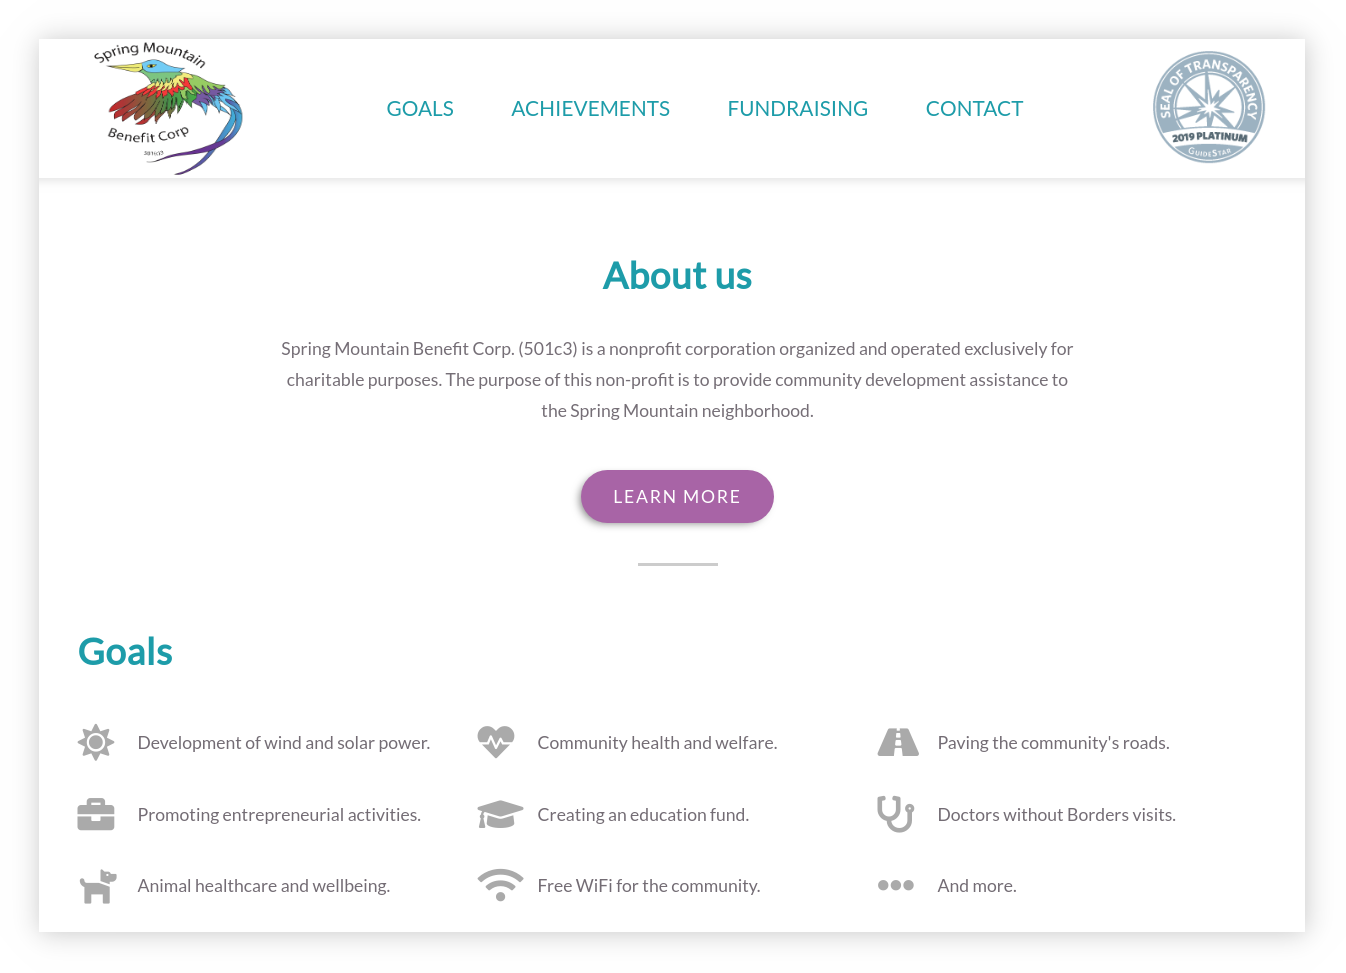 Spring Mountain
Benefit Corp
501c3
GOALS ACHIEVEMENTS FUNDRAISING CONTACT
SEAL OF TRANSPARENCY
2019 PLATINUM
GUIDESTAR
About us
Spring Mountain Benefit Corp. (501c3) is a nonprofit corporation organized and operated exclusively for
charitable purposes. The purpose of this non-profit is to provide community development assistance to
the Spring Mountain neighborhood.
LEARN MORE
Goals
Development of wind and solar power.
Community health and welfare.
Paving the community's roads.
Promoting entrepreneurial activities.
Creating an education fund.
Doctors without Borders visits.
Animal healthcare and wellbeing.
Free WiFi for the community.
And more.